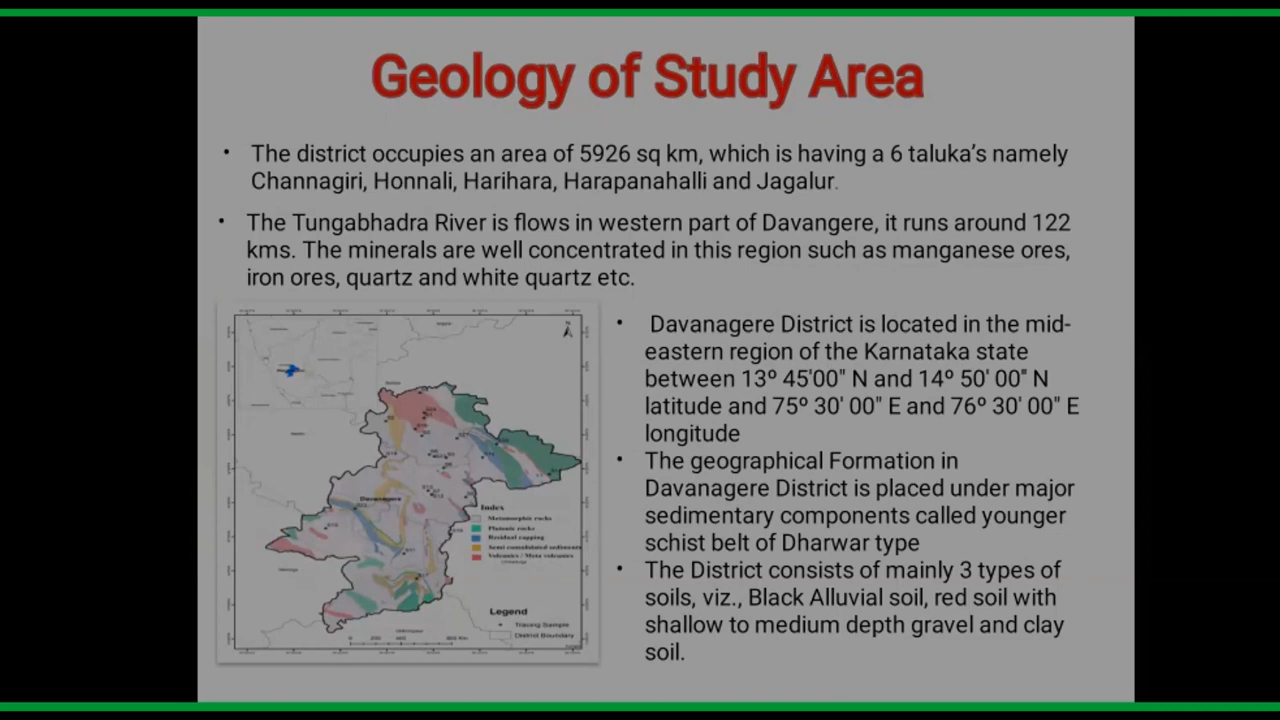 Geology of Study Area
• The district occupies an area of 5926 sq km, which is having a 6 taluka's namely
Channagiri, Honnali, Harihara, Harapanahalli and Jagalur.
• The Tungabhadra River is flows in western part of Davangere, it runs around 122
kms. The minerals are well concentrated in this region such as manganese ores,
iron ores, quartz and white quartz etc.
N
Davanagere
Index
Metamorphic rocks
Plutonic rocks
Residual capping
Semi consolidated sediments
Volcanics / Meta volcanics
Legend
Tracing Sample
District Boundary
• Davanagere District is located in the mid-
eastern region of the Karnataka state
between 13º 45'00" N and 14º 50' 00" N
latitude and 75º 30' 00" E and 76º 30' 00" E
longitude
• The geographical Formation in
Davanagere District is placed under major
sedimentary components called younger
schist belt of Dharwar type
• The District consists of mainly 3 types of
soils, viz., Black Alluvial soil, red soil with
shallow to medium depth gravel and clay
soil.